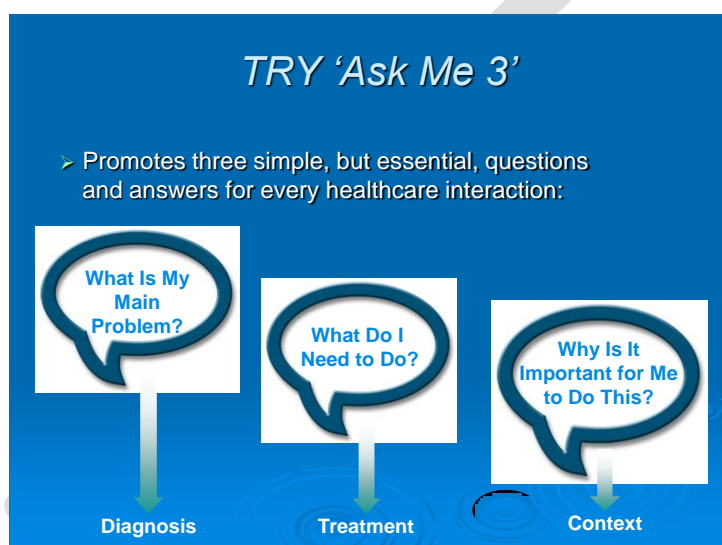 TRY ‘Ask Me 3’
Promotes three simple, but essential, questions
and answers for every healthcare interaction:
What Is My
Main
Problem?
What Do I
Need to Do?
Why Is It
Important for Me
to Do This?
Diagnosis
Treatment
Context